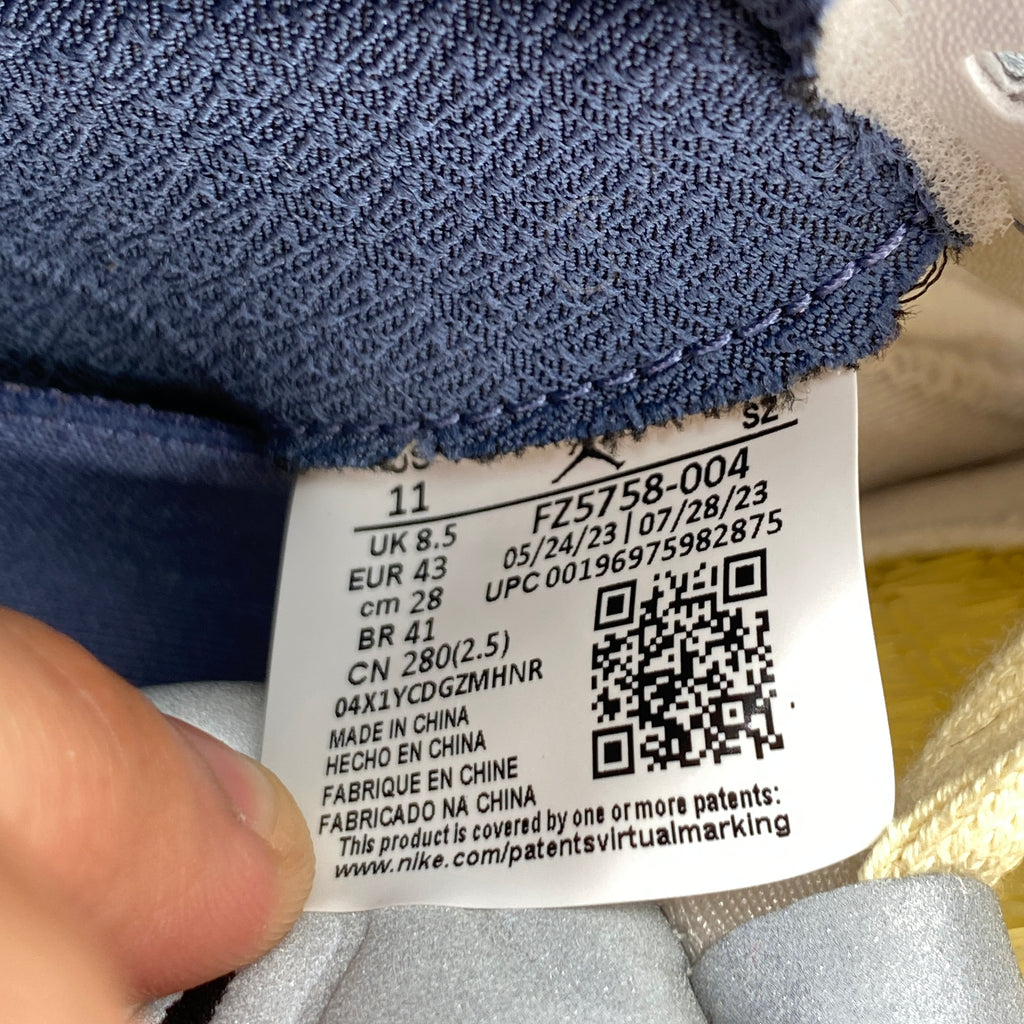 SZ
11
FZ5758-004
UK 8.5
05/24/23 | 07/28/23
EUR 43
UPC 00196975982875
cm 28
BR 41
CN 280(2.5)
04X1YCDGZMHNR
MADE IN CHINA
HECHO EN CHINA
FABRIQUE EN CHINE
FABRICADO NA CHINA
This product is covered by one or more patents:
www.nike.com/patentsvirtualmarking